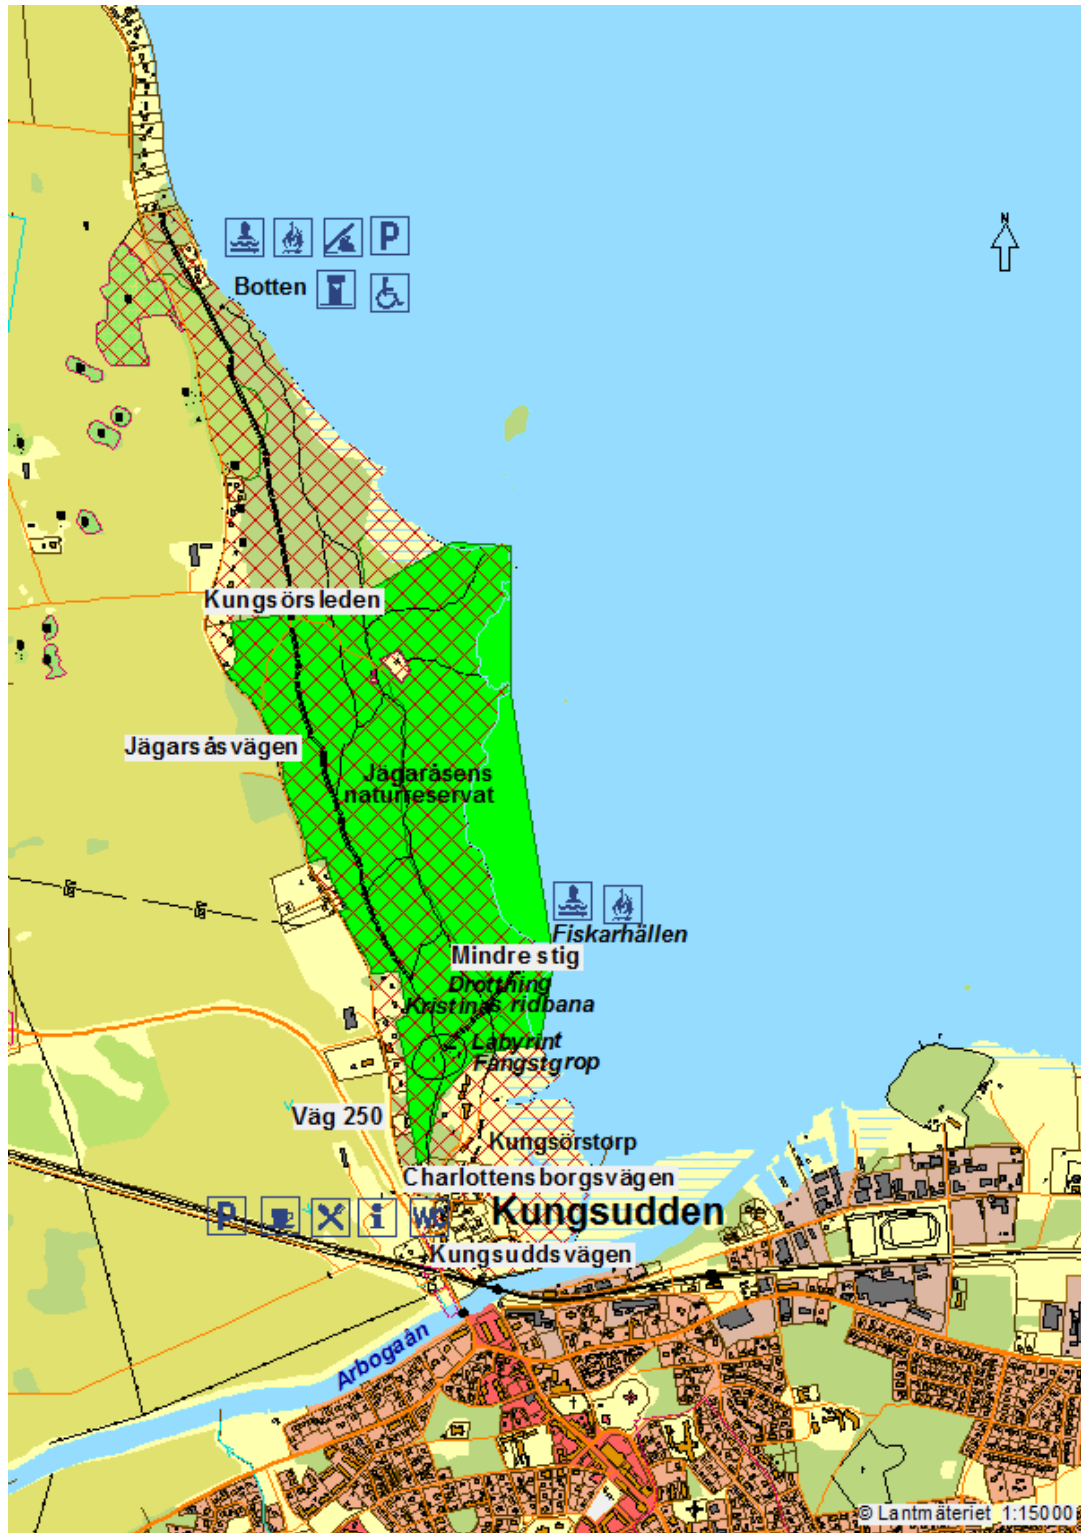 N
P
Botten
Kungsörsleden
Jägarsåsvägen
Jägaråsens
naturreservat
Fiskarhällen
Mindre stig
Drottning
Kristinas ridbana
Labyrint
Fångstgrop
Väg 250
Kungsörstorp
Charlottensborgsvägen
P
i
WC
Kungsudden
Kungsuddsvägen
Arbogaån
© Lantmäteriet 1:15000